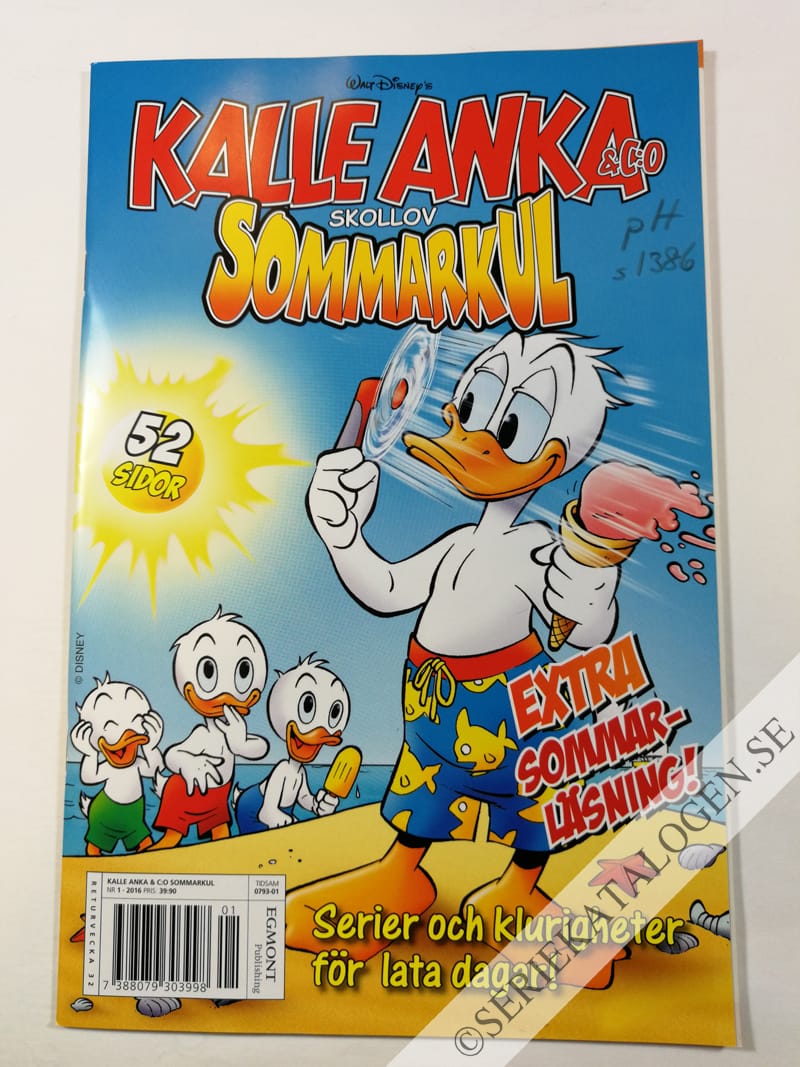 WALT DISNEY'S
KALLE ANKA
&C:O
SKOLLOV
SOMMARKUL
pH
s 1386
52
SIDOR
© DISNEY
EXTRA
SOMMAR-
LÄSNING!
KALLE ANKA & C:O SOMMARKUL
NR 1 - 2016 PRIS 39:90
TIDSAM
0793-01
RETURVECKA 32
01
7 388079 303998
EGMONT
Publishing
Serier och klurigheter
för lata dagar!
©SERIEKATALOGEN.SE